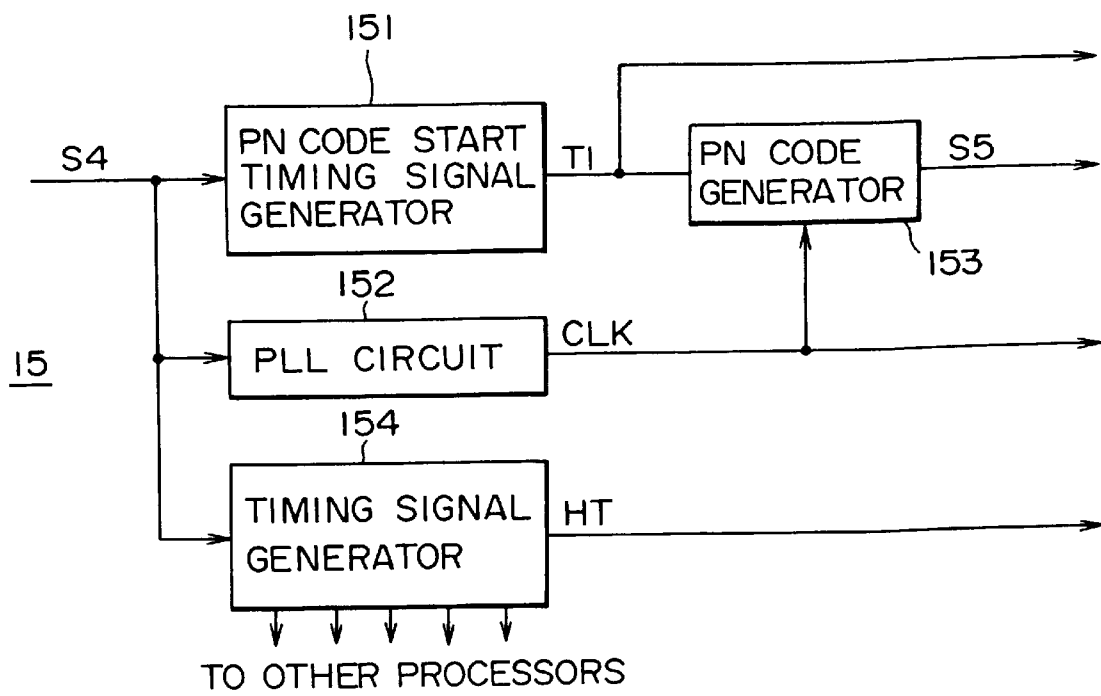 151
S4
PN CODE START
TIMING SIGNAL
GENERATOR
T1
PN CODE
GENERATOR
S5
153
152
15
PLL CIRCUIT
CLK
154
TIMING SIGNAL
GENERATOR
HT
TO OTHER PROCESSORS